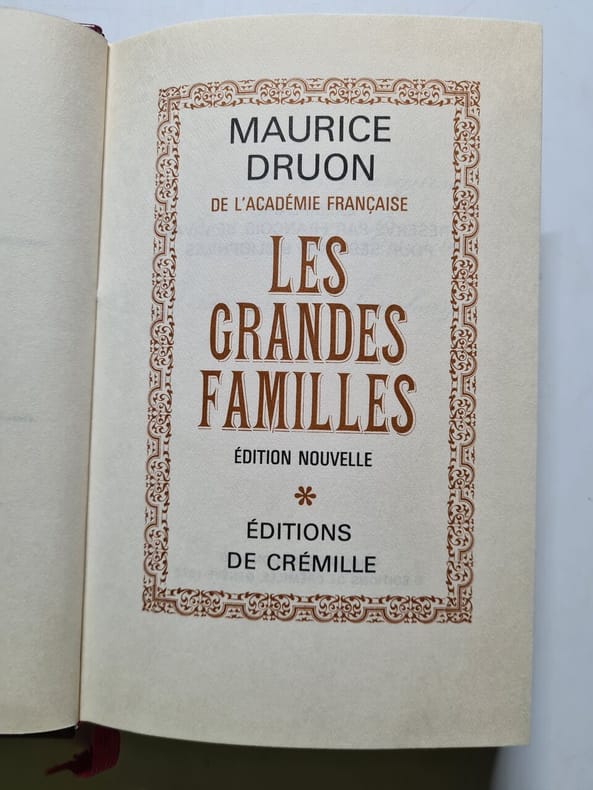 MAURICE
DRUON
DE L'ACADÉMIE FRANÇAISE
LES
GRANDES
FAMILLES
ÉDITION NOUVELLE
*
ÉDITIONS
DE CRÉMILLE